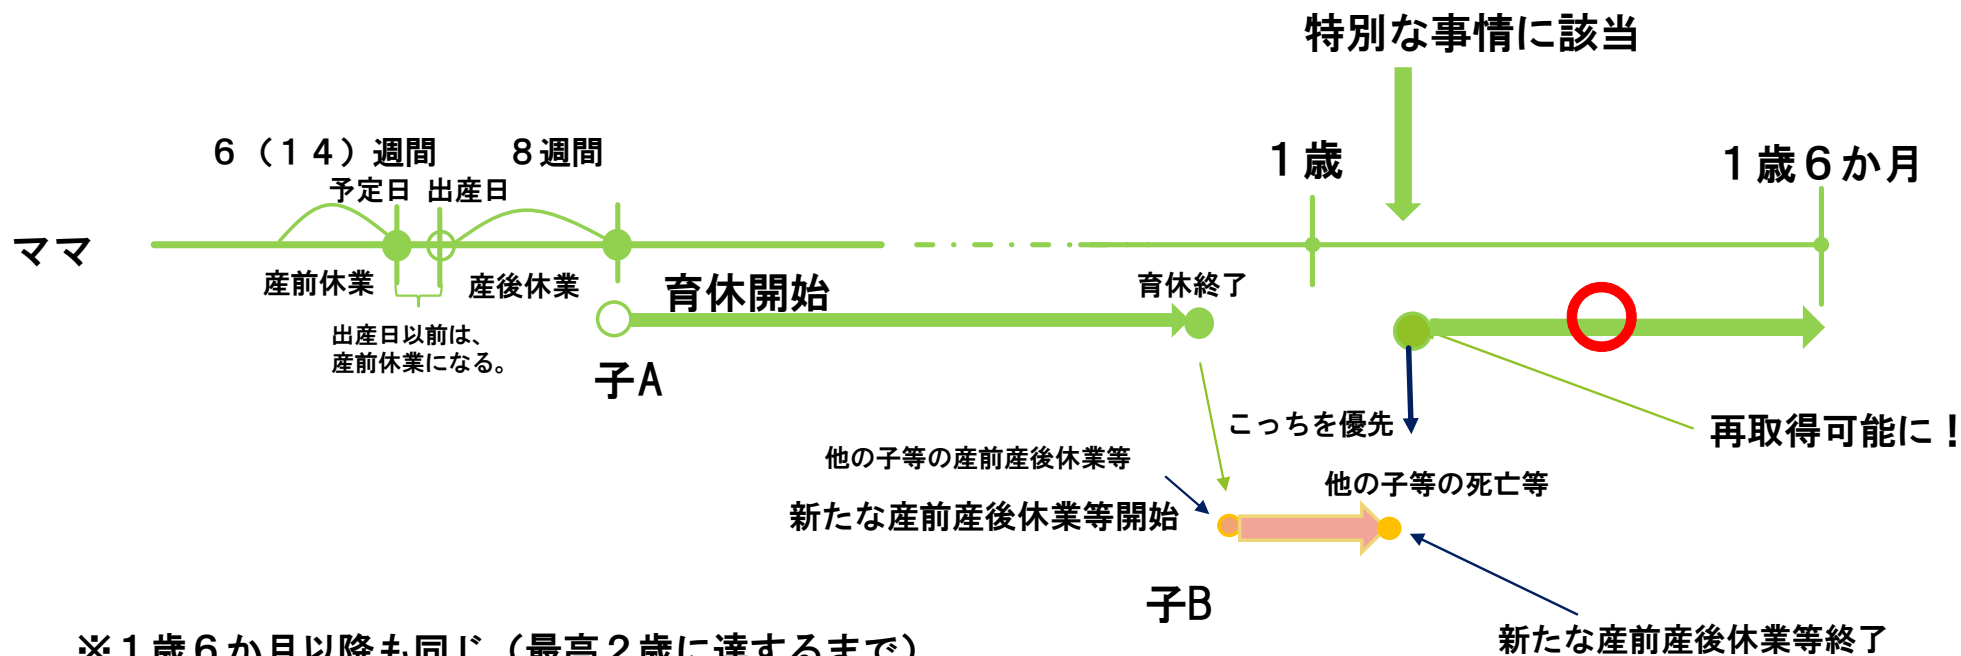 特別な事情に該当
６（１４）週間
８週間
１歳
１歳６か月
予定日
出産日
ママ
産前休業
産後休業
育休開始
育休終了
出産日以前は、
産前休業になる。
子A
こっちを優先
再取得可能に！
他の子等の産前産後休業等
他の子等の死亡等
新たな産前産後休業等開始
子B
新たな産前産後休業等終了
※１歳６か月以降も同じ（最高２歳に達するまで）